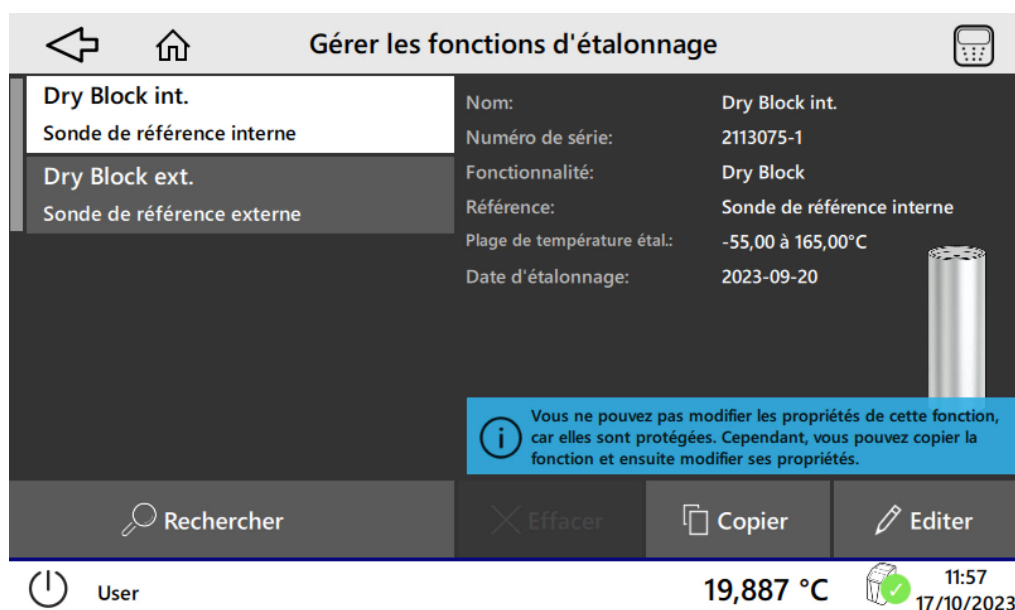 Gérer les fonctions d'étalonnage
Dry Block int.
Sonde de référence interne
Dry Block ext.
Sonde de référence externe
Nom: Dry Block int.
Numéro de série: 2113075-1
Fonctionnalité: Dry Block
Référence: Sonde de référence interne
Plage de température étal.: -55,00 à 165,00°C
Date d'étalonnage: 2023-09-20
Vous ne pouvez pas modifier les propriétés de cette fonction,
car elles sont protégées. Cependant, vous pouvez copier la
fonction et ensuite modifier ses propriétés.
Rechercher
Effacer
Copier
Editer
User
19,887 °C
11:57
17/10/2023